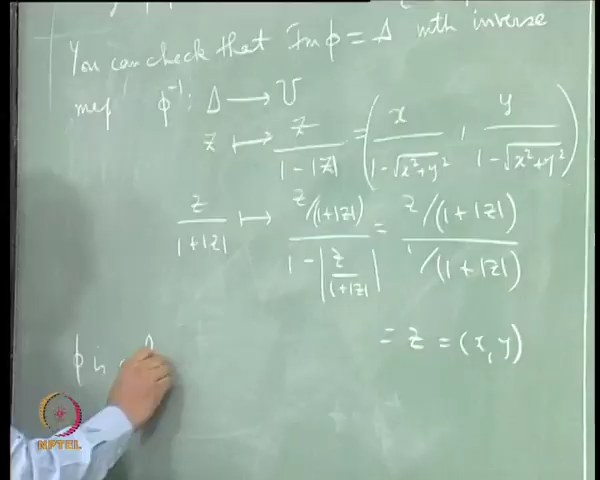 You can check that Im φ = Δ with inverse
map φ⁻¹ : Δ → U
z ↦ z / (1 - |z|) = ( x / (1 - √(x² + y²)) , y / (1 - √(x² + y²)) )
z / (1 + |z|) ↦ (z/(1+|z|)) / (1 - |z/(1+|z|)|) = (z/(1+|z|)) / (1/(1+|z|))
= z = (x, y)
φ is
NPTEL